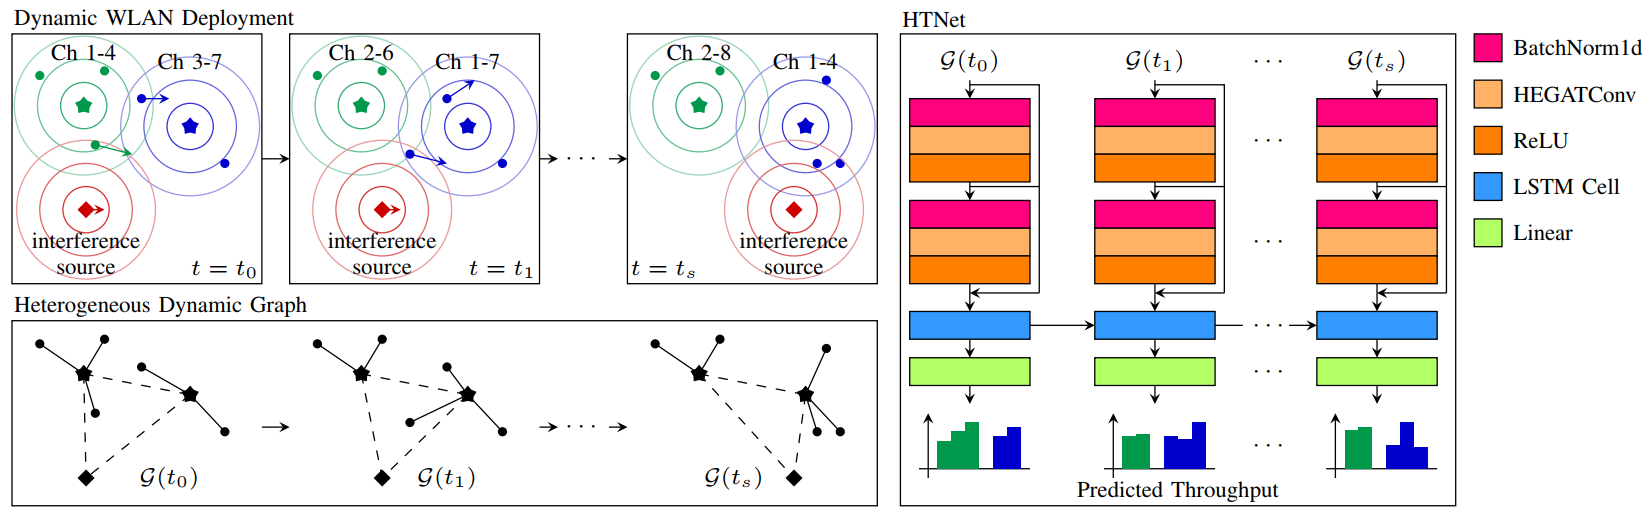 Dynamic WLAN Deployment
Ch 1-4
Ch 3-7
interference
source
t = t₀
Ch 2-6
Ch 1-7
interference
source
t = t₁
· · ·
Ch 2-8
Ch 1-4
interference
source
t = tₛ
Heterogeneous Dynamic Graph
𝒢(t₀)
𝒢(t₁)
· · ·
𝒢(tₛ)
HTNet
𝒢(t₀)
𝒢(t₁)
· · ·
𝒢(tₛ)
· · ·
· · ·
· · ·
· · ·
· · ·
Predicted Throughput
BatchNorm1d
HEGATConv
ReLU
LSTM Cell
Linear